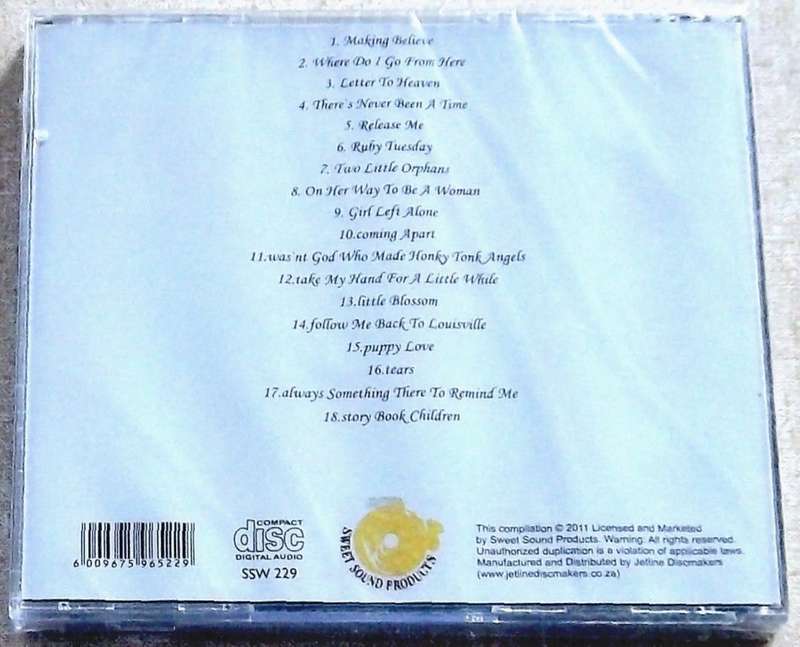 1. Making Believe
2. Where Do I Go From Here
3. Letter To Heaven
4. There's Never Been A Time
5. Release Me
6. Ruby Tuesday
7. Two Little Orphans
8. On Her Way To Be A Woman
9. Girl Left Alone
10.coming Apart
11.was'nt God Who Made Honky Tonk Angels
12.take My Hand For A Little While
13.little Blossom
14.follow Me Back To Louisville
15.puppy Love
16.tears
17.always Something There To Remind Me
18.story Book Children
6 009675 965229
COMPACT
disc
DIGITAL AUDIO
SSW 229
SWEET SOUND PRODUCTS
This compilation © 2011 Licensed and Marketed
by Sweet Sound Products. Warning. All rights reserved.
Unauthorized duplication is a violation of applicable laws.
Manufactured and Distributed by Jetline Discmakers
(www.jetlinediscmakers.co.za)